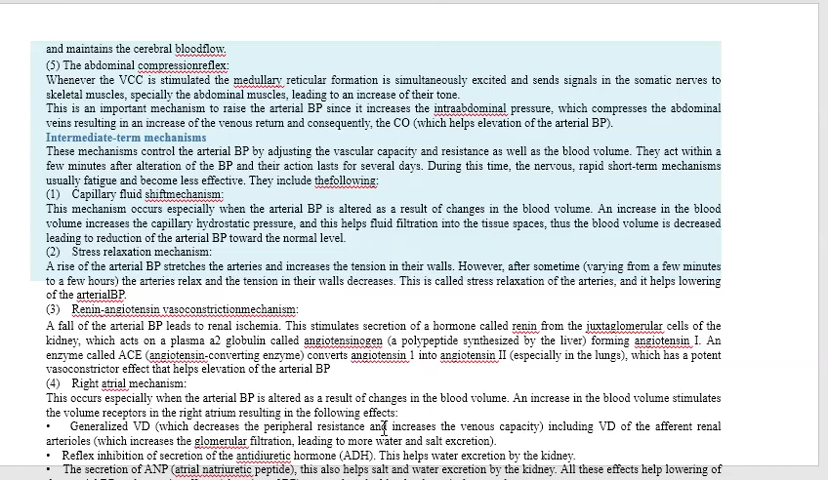 and maintains the cerebral bloodflow.
(5) The abdominal compressionreflex:
Whenever the VCC is stimulated the medullary reticular formation is simultaneously excited and sends signals in the somatic nerves to
skeletal muscles, specially the abdominal muscles, leading to an increase of their tone.
This is an important mechanism to raise the arterial BP since it increases the intraabdominal pressure, which compresses the abdominal
veins resulting in an increase of the venous return and consequently, the CO (which helps elevation of the arterial BP).
Intermediate-term mechanisms
These mechanisms control the arterial BP by adjusting the vascular capacity and resistance as well as the blood volume. They act within a
few minutes after alteration of the BP and their action lasts for several days. During this time, the nervous, rapid short-term mechanisms
usually fatigue and become less effective. They include thefollowing:
(1) Capillary fluid shiftmechanism:
This mechanism occurs especially when the arterial BP is altered as a result of changes in the blood volume. An increase in the blood
volume increases the capillary hydrostatic pressure, and this helps fluid filtration into the tissue spaces, thus the blood volume is decreased
leading to reduction of the arterial BP toward the normal level.
(2) Stress relaxation mechanism:
A rise of the arterial BP stretches the arteries and increases the tension in their walls. However, after sometime (varying from a few minutes
to a few hours) the arteries relax and the tension in their walls decreases. This is called stress relaxation of the arteries, and it helps lowering
of the arterialBP.
(3) Renin-angiotensin vasoconstrictionmechanism:
A fall of the arterial BP leads to renal ischemia. This stimulates secretion of a hormone called renin from the juxtaglomerular cells of the
kidney, which acts on a plasma a2 globulin called angiotensinogen (a polypeptide synthesized by the liver) forming angiotensin I. An
enzyme called ACE (angiotensin-converting enzyme) converts angiotensin 1 into angiotensin II (especially in the lungs), which has a potent
vasoconstrictor effect that helps elevation of the arterial BP
(4) Right atrial mechanism:
This occurs especially when the arterial BP is altered as a result of changes in the blood volume. An increase in the blood volume stimulates
the volume receptors in the right atrium resulting in the following effects:
• Generalized VD (which decreases the peripheral resistance and increases the venous capacity) including VD of the afferent renal
arterioles (which increases the glomerular filtration, leading to more water and salt excretion).
• Reflex inhibition of secretion of the antidiuretic hormone (ADH). This helps water excretion by the kidney.
• The secretion of ANP (atrial natriuretic peptide), this also helps salt and water excretion by the kidney. All these effects help lowering of